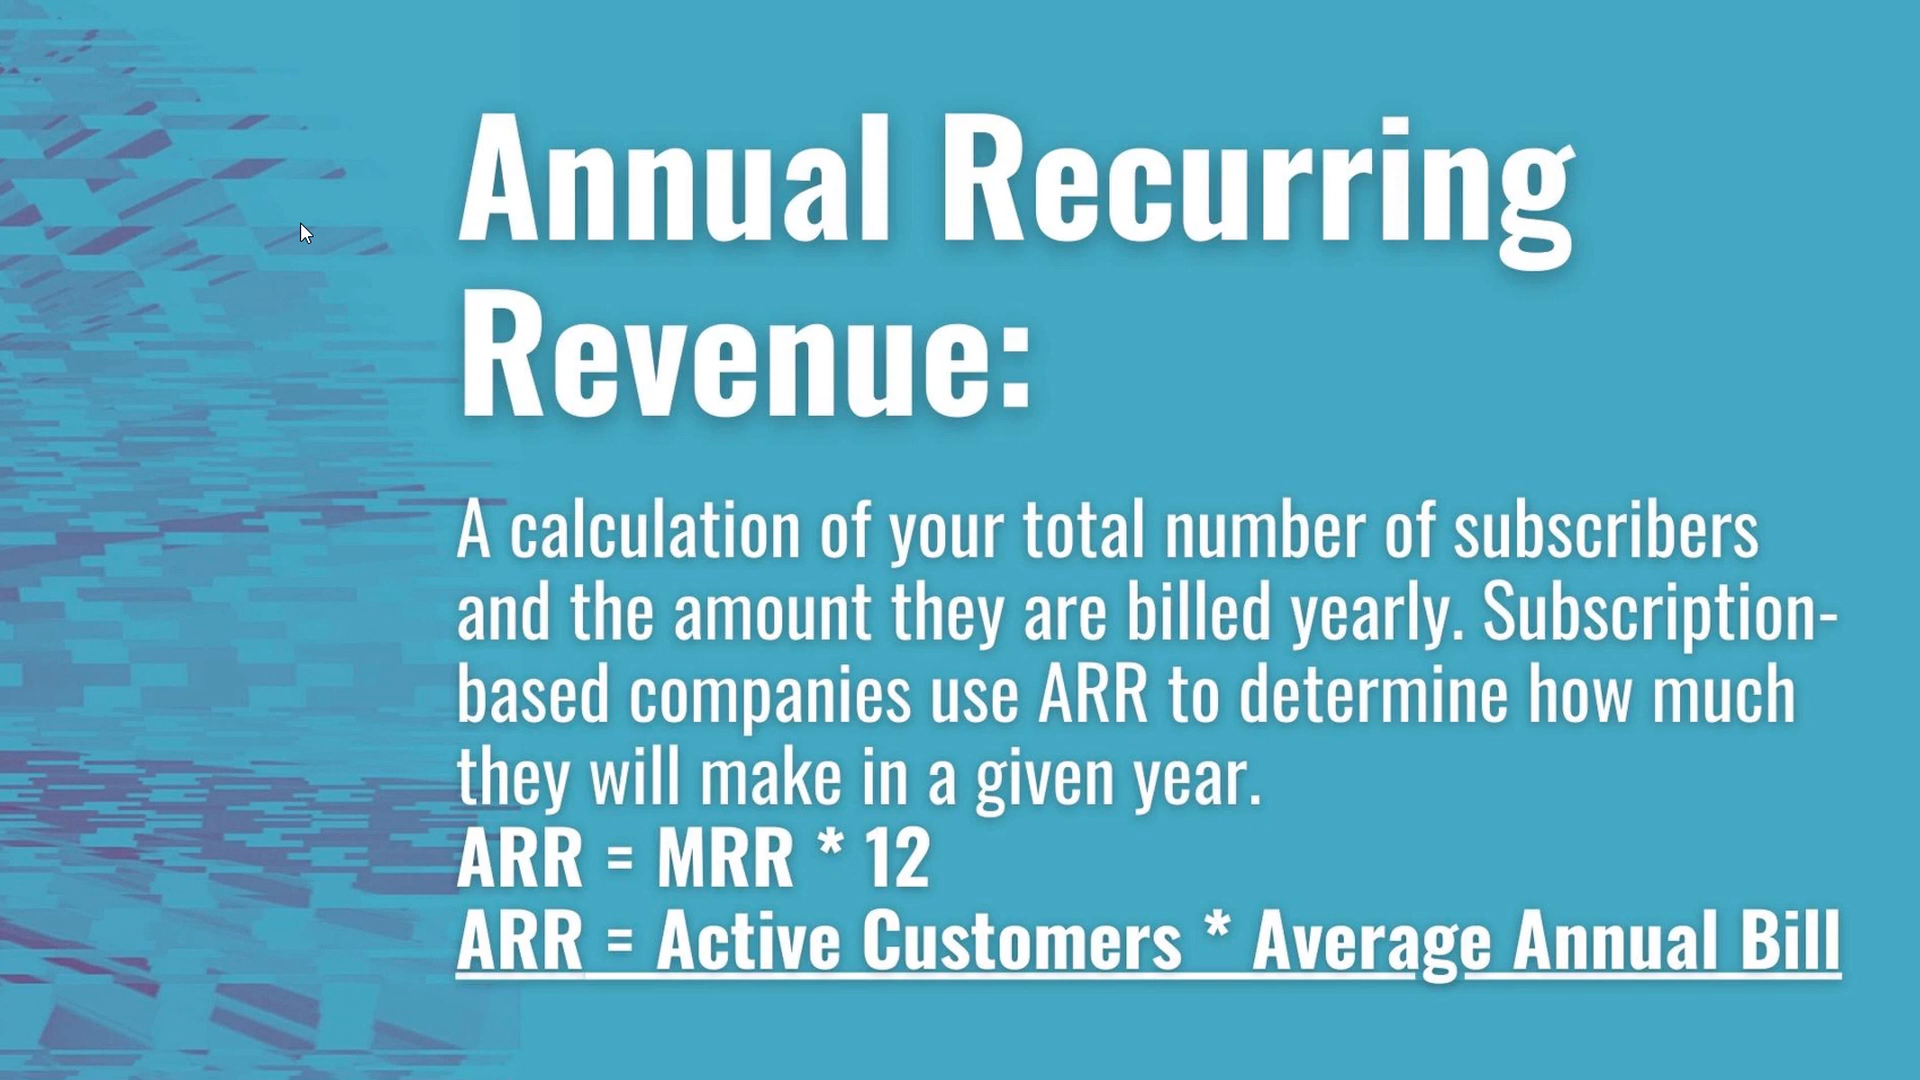 Annual Recurring
Revenue:
A calculation of your total number of subscribers
and the amount they are billed yearly. Subscription-
based companies use ARR to determine how much
they will make in a given year.
ARR = MRR * 12
ARR = Active Customers * Average Annual Bill